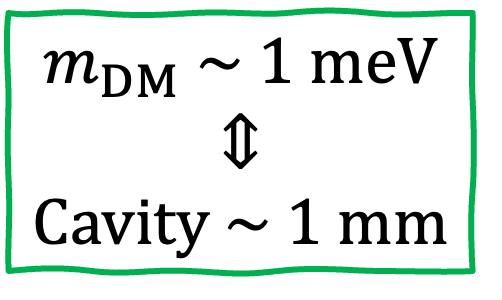 m_DM ~ 1 meV
⇕
Cavity ~ 1 mm